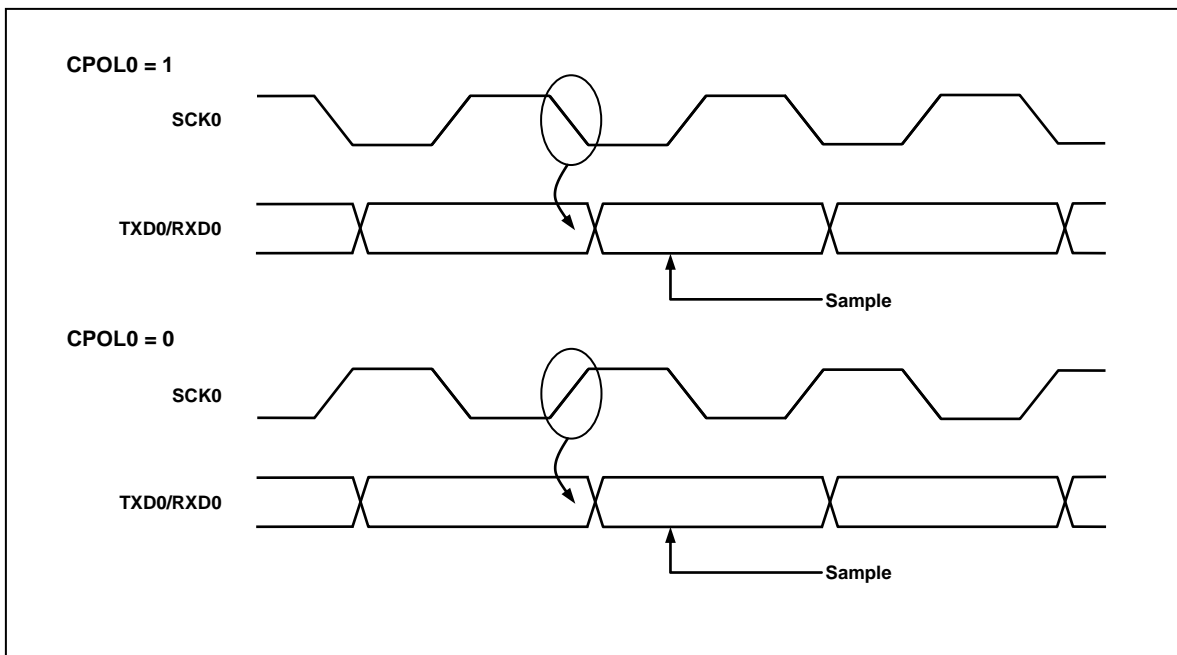 CPOL0 = 1
SCK0
TXD0/RXD0
Sample
CPOL0 = 0
SCK0
TXD0/RXD0
Sample